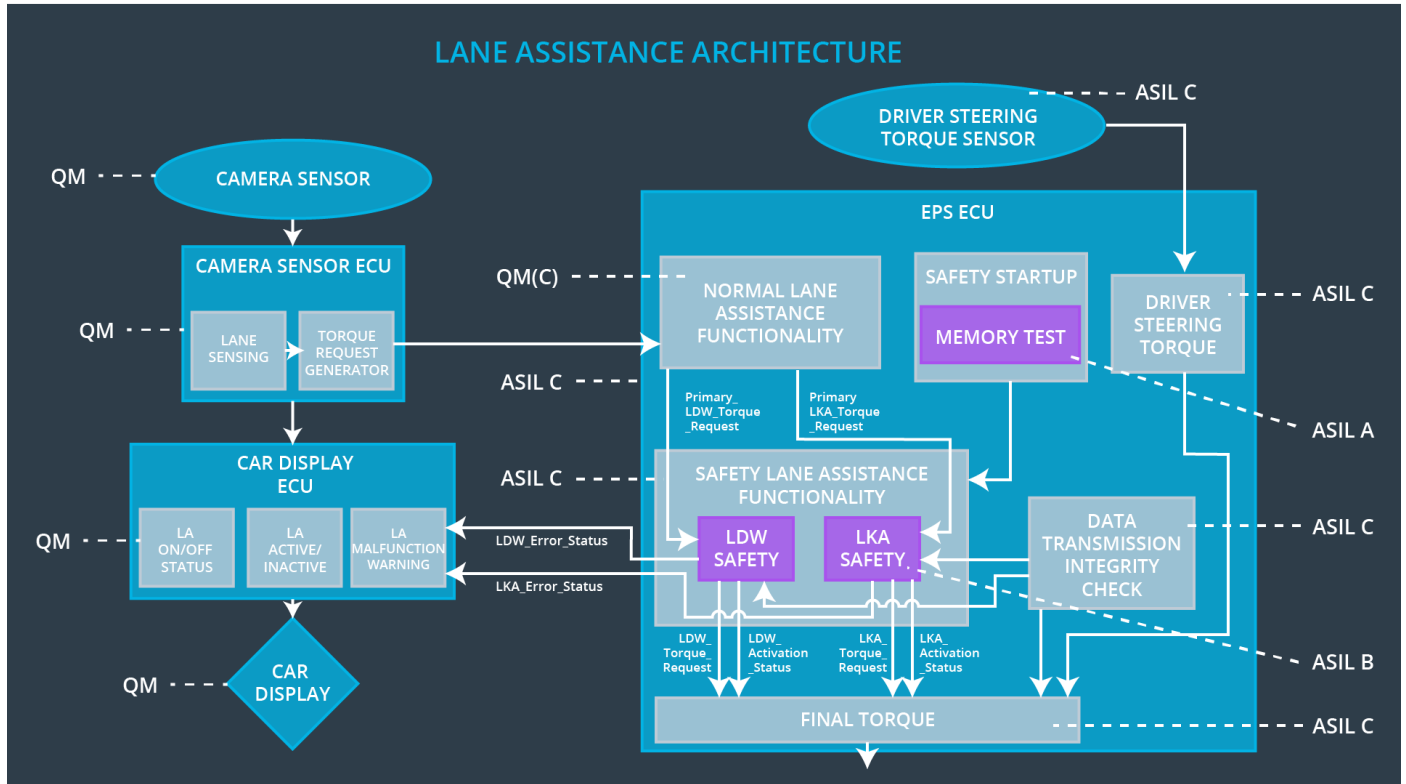 LANE ASSISTANCE ARCHITECTURE
ASIL C
DRIVER STEERING
TORQUE SENSOR
QM
CAMERA SENSOR
EPS ECU
CAMERA SENSOR ECU
QM
LANE
SENSING
TORQUE
REQUEST
GENERATOR
QM(C)
NORMAL LANE
ASSISTANCE
FUNCTIONALITY
SAFETY STARTUP
MEMORY TEST
DRIVER
STEERING
TORQUE
ASIL C
ASIL C
ASIL A
Primary_
LDW_Torque
_Request
Primary
LKA_Torque
_Request
CAR DISPLAY
ECU
QM
LA
ON/OFF
STATUS
LA
ACTIVE/
INACTIVE
LA
MALFUNCTION
WARNING
ASIL C
SAFETY LANE ASSISTANCE
FUNCTIONALITY
LDW
SAFETY
LKA
SAFETY
DATA
TRANSMISSION
INTEGRITY
CHECK
ASIL C
LDW_Error_Status
LKA_Error_Status
LDW_
Torque_
Request
LDW_
Activation
_Status
LKA_
Torque_
Request
LKA_
Activation
_Status
ASIL B
QM
CAR
DISPLAY
FINAL TORQUE
ASIL C